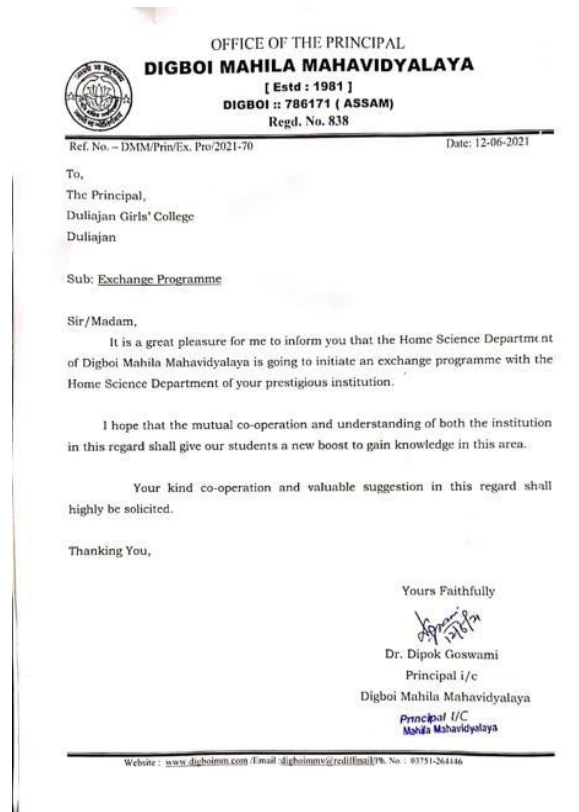 OFFICE OF THE PRINCIPAL
DIGBOI MAHILA MAHAVIDYALAYA
[ Estd : 1981 ]
DIGBOI :: 786171 ( ASSAM)
Regd. No. 838
Ref. No. – DMM/Prin/Ex. Pro/2021-70 Date: 12-06-2021
To,
The Principal,
Duliajan Girls' College
Duliajan
Sub: Exchange Programme
Sir/Madam,
It is a great pleasure for me to inform you that the Home Science Department
of Digboi Mahila Mahavidyalaya is going to initiate an exchange programme with the
Home Science Department of your prestigious institution.
I hope that the mutual co-operation and understanding of both the institution
in this regard shall give our students a new boost to gain knowledge in this area.
Your kind co-operation and valuable suggestion in this regard shall
highly be solicited.
Thanking You,
Yours Faithfully
12/6/21
Dr. Dipok Goswami
Principal i/c
Digboi Mahila Mahavidyalaya
Principal I/C
Mahila Mahavidyalaya
Website : www.digboimm.com /Email :digboimmv@rediffmail/Ph. No. : 03751-264446